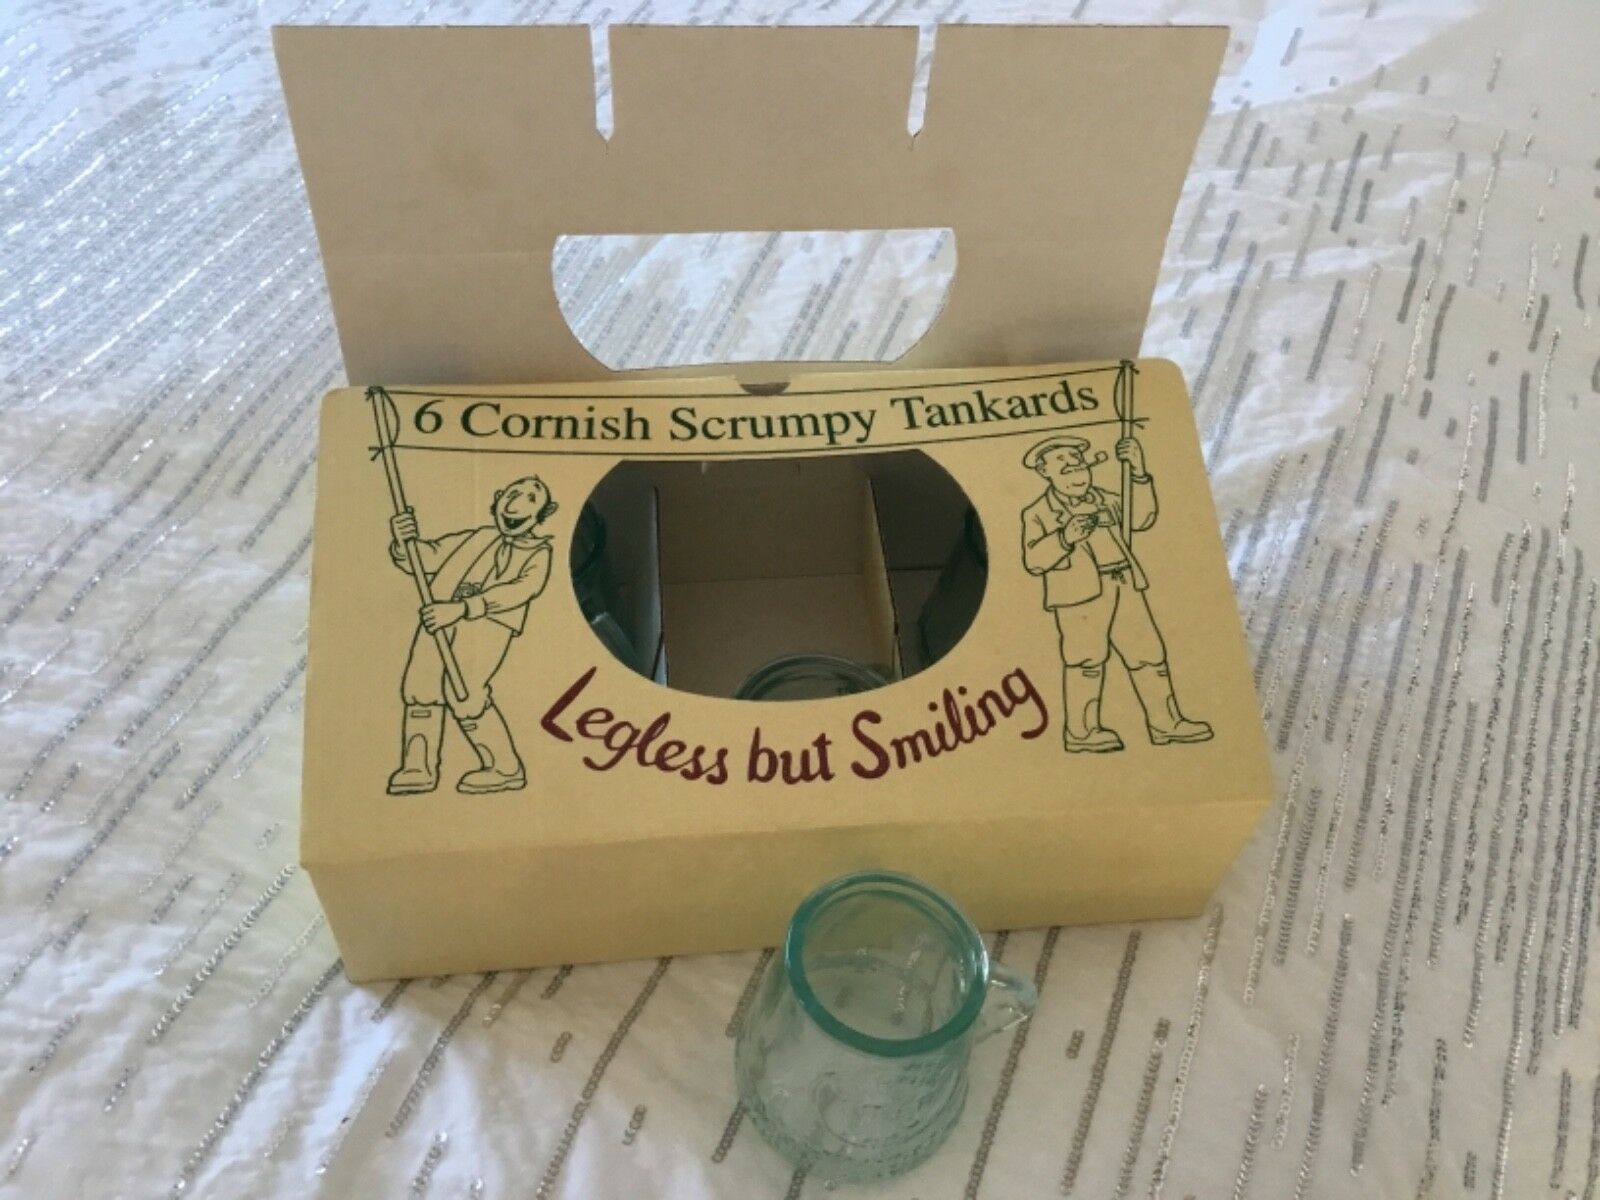 6 Cornish Scrumpy Tankards
Legless but Smiling